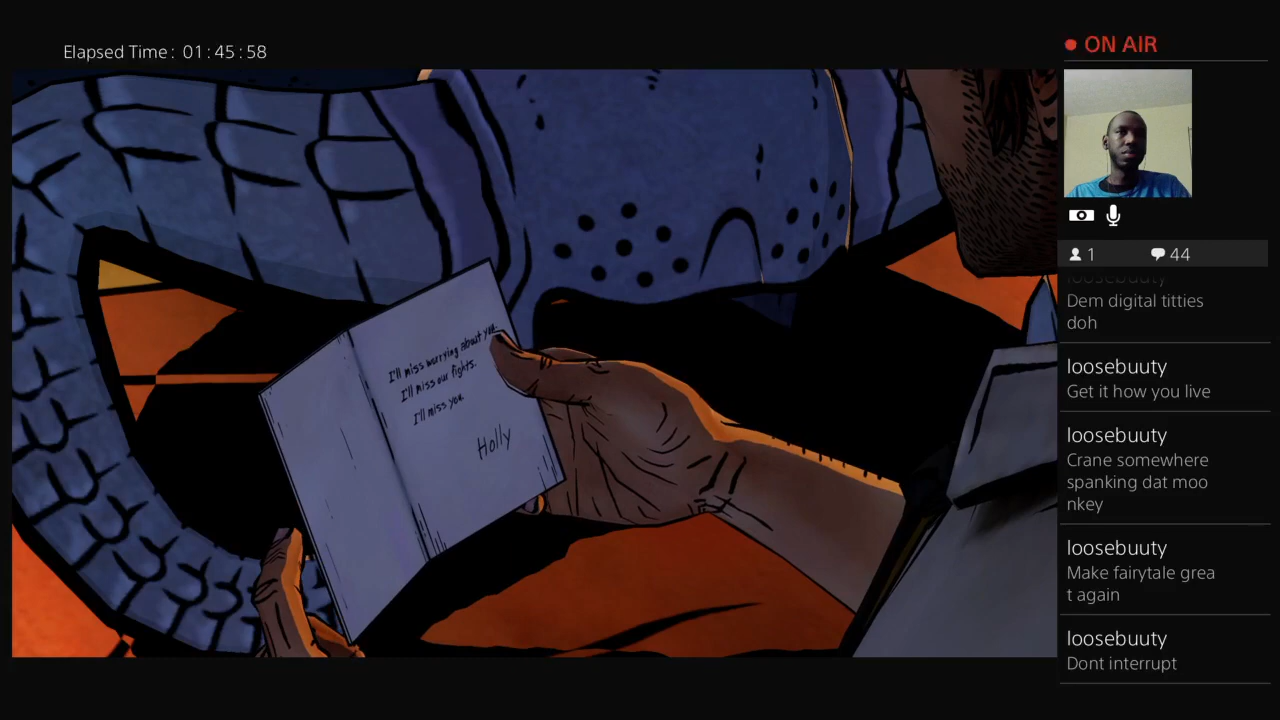 Elapsed Time: 01:45:58
ON AIR
1
44
loosebuuty
Dem digital titties
doh
loosebuuty
Get it how you live
loosebuuty
Crane somewhere
spanking dat moo
nkey
loosebuuty
Make fairytale grea
t again
loosebuuty
Dont interrupt
I'll miss worrying about you.
I'll miss our fights.
I'll miss you.
Holly